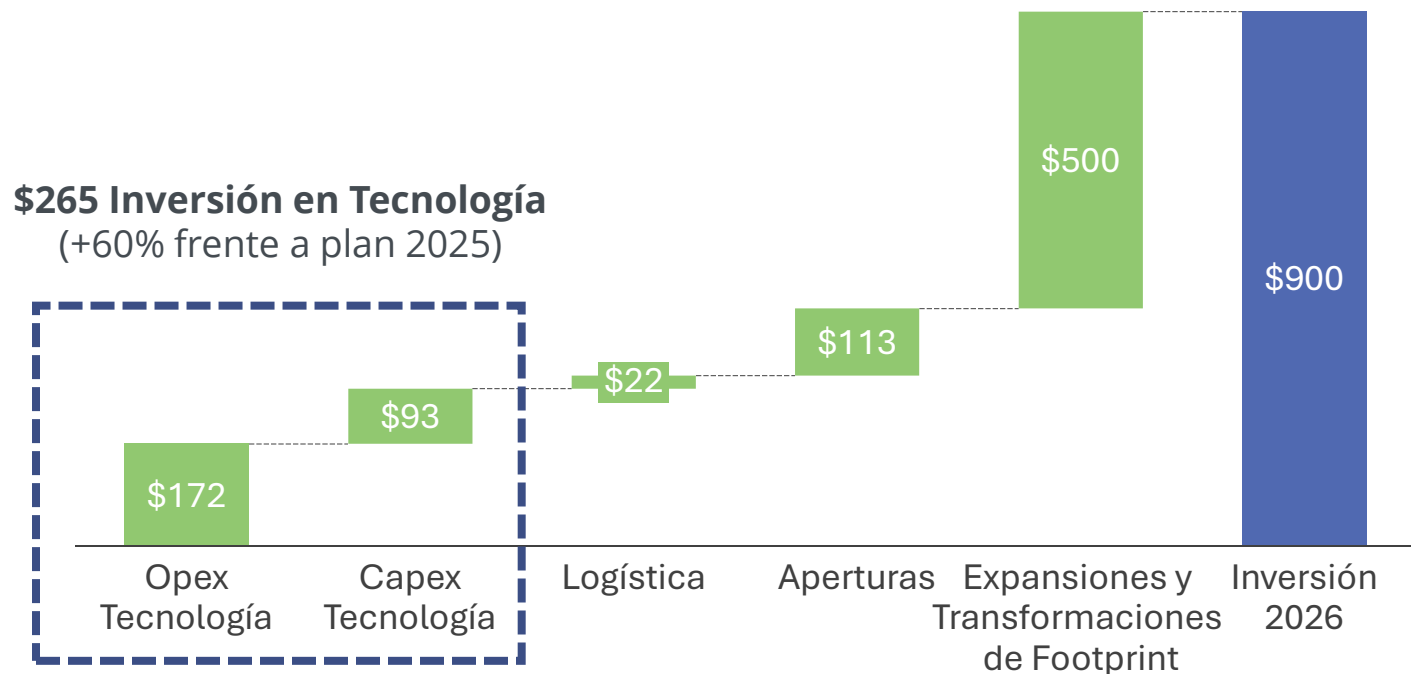 $265 Inversión en Tecnología
(+60% frente a plan 2025)
$172
$93
$22
$113
$500
$900
Opex
Tecnología
Capex
Tecnología
Logística
Aperturas
Expansiones y
Transformaciones
de Footprint
Inversión
2026